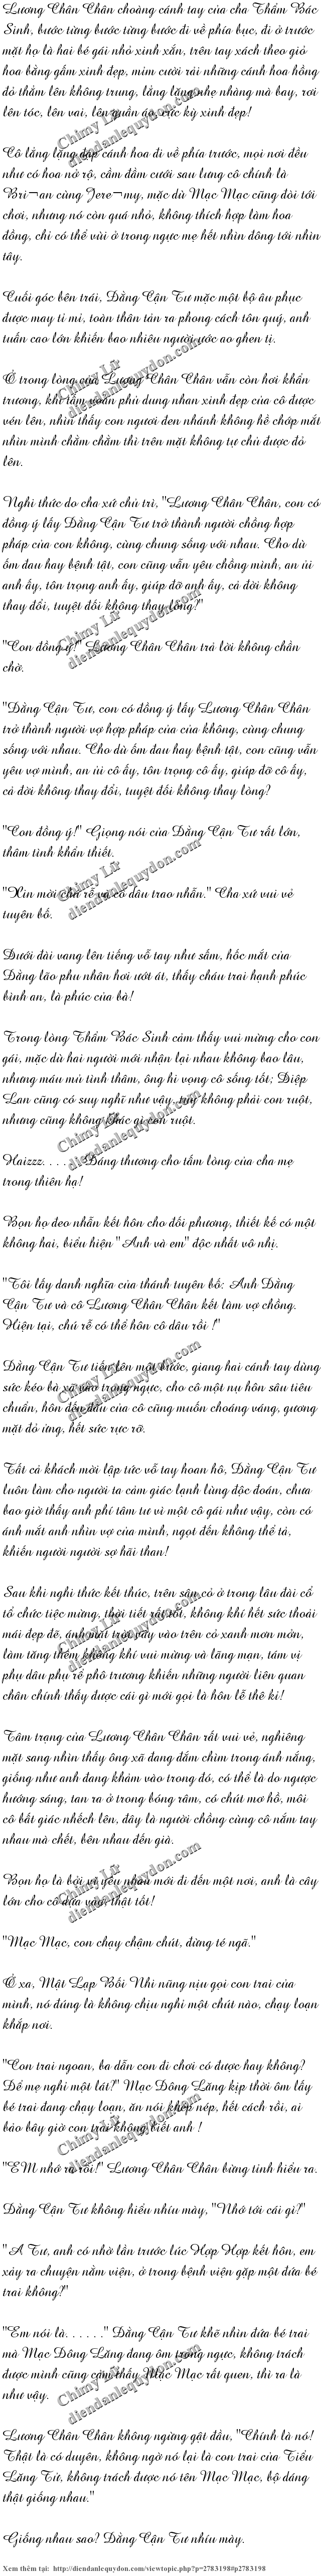 Lương Chân Chân choàng cánh tay của cha Thẩm Bác
Sinh, bước từng bước từng bước đi về phía bục, đi ở trước
mặt họ là hai bé gái nhỏ xinh xắn, trên tay xách theo giỏ
hoa bằng gấm xinh đẹp, mỉm cười rải những cánh hoa hồng
đỏ thắm lên không trung, lẳng lặng nhẹ nhàng mà bay, rơi
lên tóc, lên vai, lên quần áo, cực kỳ xinh đẹp!
Cô lẳng lặng đạp cánh hoa đi về phía trước, mọi nơi đều
như có hoa nở rộ, cầm đầm cưới sau lưng cô chính là
Bri¬an cùng Jere¬my, mặc dù Mạc Mạc cũng đòi tới
chơi, nhưng nó còn quá nhỏ, không thích hợp làm hoa
đồng, chỉ có thể vùi ở trong ngực mẹ hết nhìn đông tới nhìn
tây.
Cuối góc bên trái, Đằng Cận Tư mặc một bộ âu phục
được may tỉ mỉ, toàn thân tản ra phong cách tôn quý, anh
tuấn cao lớn khiến bao nhiêu người ước ao ghen tị.
Ở trong lòng của Lương Chân Chân vẫn còn hơi khẩn
trương, khi tấm voan phủ dung nhan xinh đẹp của cô được
vén lên, nhìn thấy con ngươi đen nhánh không hề chớp mắt
nhìn mình chằm chằm thì trên mặt không tự chủ được đỏ
lên.
Nghi thức do cha xứ chủ trì, "Lương Chân Chân, con có
đồng ý lấy Đằng Cận Tư trở thành người chồng hợp
pháp của con không, cùng chung sống với nhau. Cho dù
ốm đau hay bệnh tật, con cũng vẫn yêu chồng mình, an ủi
anh ấy, tôn trọng anh ấy, giúp đỡ anh ấy, cả đời không
thay đổi, tuyệt đối không thay lòng?"
"Con đồng ý!" Lương Chân Chân trả lời không chần
chờ.
"Đằng Cận Tư, con có đồng ý lấy Lương Chân Chân
trở thành người vợ hợp pháp của của không, cùng chung
sống với nhau. Cho dù ốm đau hay bệnh tật, con cũng vẫn
yêu vợ mình, an ủi cô ấy, tôn trọng cô ấy, giúp đỡ cô ấy,
cả đời không thay đổi, tuyệt đối không thay lòng?
"Con đồng ý!" Giọng nói của Đằng Cận Tư rất lớn,
thâm tình khẩn thiết.
"Xin mời chú rể và cô dâu trao nhẫn." Cha xứ vui vẻ
tuyên bố.
Dưới đài vang lên tiếng vỗ tay như sấm, hốc mắt của
Đằng lão phu nhân hơi ướt át, thấy cháu trai hạnh phúc
bình an, là phúc của bà!
Trong lòng Thẩm Bác Sinh cảm thấy vui mừng cho con
gái, mặc dù hai người mới nhận lại nhau không bao lâu,
nhưng máu mủ tình thâm, ông hi vọng cô sống tốt; Diệp
Lan cũng có suy nghĩ như vậy, tuy không phải con ruột,
nhưng cũng không khác gì con ruột.
Haizzz. . . . . . Đáng thương cho tấm lòng của cha mẹ
trong thiên hạ!
Bọn họ đeo nhẫn kết hôn cho đối phương, thiết kế có một
không hai, biểu hiện "Anh và em" độc nhất vô nhị.
"Tôi lấy danh nghĩa của thánh tuyên bố: Anh Đằng
Cận Tư và cô Lương Chân Chân kết làm vợ chồng.
Hiện tại, chú rể có thể hôn cô dâu rồi !"
Đằng Cận Tư tiến lên một bước, giang hai cánh tay dùng
sức kéo bà xã vào trong ngực, cho cô một nụ hôn sâu tiêu
chuẩn, hôn đến đầu của cô cũng muốn choáng váng, gương
mặt đỏ ửng, hết sức rực rỡ.
Tất cả khách mời lập tức vỗ tay hoan hô, Đằng Cận Tư
luôn làm cho người ta cảm giác lạnh lùng độc đoán, chưa
bao giờ thấy anh phí tâm tư vì một cô gái như vậy, còn có
ánh mắt anh nhìn vợ của mình, ngọt đến không thể tả,
khiến người người sợ hãi than!
Sau khi nghi thức kết thúc, trên sân cỏ ở trong lâu đài cổ
tổ chức tiệc mừng, thời tiết rất tốt, không khí hết sức thoải
mái đẹp đẽ, ánh mặt trời rảy vào trên cỏ xanh mơn mởn,
làm tăng thêm không khí vui mừng và lãng mạn, tám vị
phụ dâu phụ rể phô trương khiến những người liên quan
chân chính thấy được cái gì mới gọi là hôn lễ thế kỉ!
Tâm trạng của Lương Chân Chân rất vui vẻ, nghiêng
mặt sang nhìn thấy ông xã đang đắm chìm trong ánh nắng,
giống như anh đang khảm vào trong đó, có thể là do ngược
hướng sáng, tan ra ở trong bóng râm, có chút mơ hồ, môi
cô bất giác nhếch lên, đây là người chồng cùng cô nắm tay
nhau mà chết, bên nhau đến già.
Bọn họ là bởi vì yêu nhau mới đi đến một nơi, anh là cây
lớn cho cô dựa vào, thật tốt!
"Mạc Mạc, con chạy chậm chút, đừng té ngã."
Ở xa, Mật Lạp Bối Nhi nũng nịu gọi con trai của
mình, nó đúng là không chịu nghỉ một chút nào, chạy loạn
khắp nơi.
"Con trai ngoan, ba dẫn con đi chơi có được hay không?
Để mẹ nghỉ một lát?" Mạc Đông Lăng kịp thời ôm lấy
bé trai đang chạy loạn, ăn nói khép nép, hết cách rồi, ai
bảo bây giờ con trai không biết anh !
"EM nhớ ra rồi!" Lương Chân Chân bừng tỉnh hiểu ra.
Đằng Cận Tư không hiểu nhíu mày, "Nhớ tới cái gì?"
"A Tư, anh có nhớ lần trước lúc Hợp Hợp kết hôn, em
xảy ra chuyện nằm viện, ở trong bệnh viện gặp một đứa bé
trai không?"
"Em nói là. . . . . ." Đằng Cận Tư khẽ nhìn đứa bé trai
mà Mạc Đông Lăng đang ôm trong ngực, không trách
được mình cũng cảm thấy Mạc Mạc rất quen, thì ra là
như vậy.
Lương Chân Chân không ngừng gật đầu, "Chính là nó!
Thật là có duyên, không ngờ nó lại là con trai của Tiểu
Lăng Tử, không trách được nó tên Mạc Mạc, bộ dáng
thật giống nhau."
Giống nhau sao? Đằng Cận Tư nhíu mày.
Xem thêm tại: http://diendanlequydon.com/viewtopic.php?p=2783198#p2783198